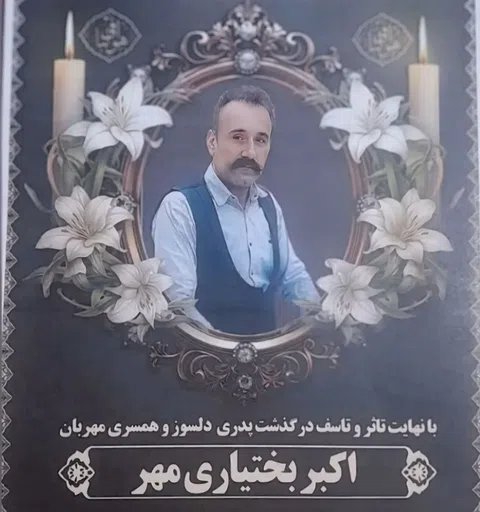 با نهایت تاثر و تاسف درگذشت پدری دلسوز و همسری مهربان
اکبر بختیاری مهر